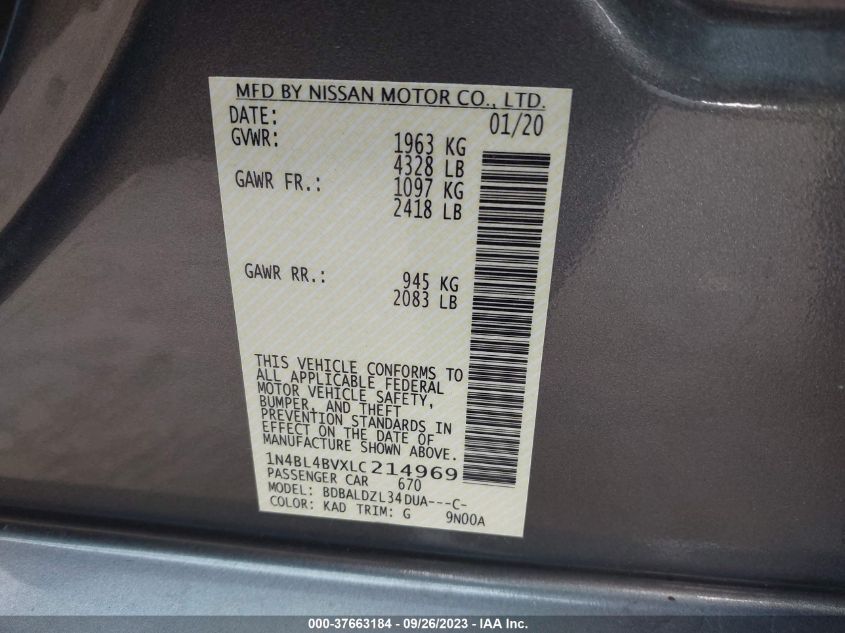 MFD BY NISSAN MOTOR CO., LTD.
DATE: 01/20
GVWR: 1963 KG
4328 LB
GAWR FR.: 1097 KG
2418 LB
GAWR RR.: 945 KG
2083 LB
THIS VEHICLE CONFORMS TO
ALL APPLICABLE FEDERAL
MOTOR VEHICLE SAFETY,
BUMPER, AND THEFT
PREVENTION STANDARDS IN
EFFECT ON THE DATE OF
MANUFACTURE SHOWN ABOVE.
1N4BL4BVXLC214969
PASSENGER CAR 670
MODEL: BDBALDZL34DUA---C-
COLOR: KAD TRIM: G 9N00A
000-37663184 - 09/26/2023 - IAA Inc.